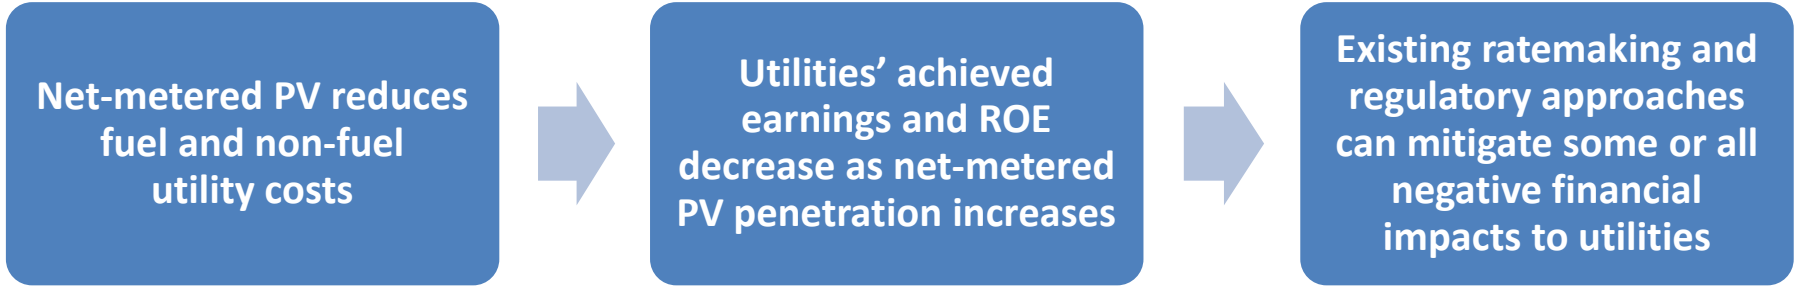 Net-metered PV reduces
fuel and non-fuel
utility costs
Utilities’ achieved
earnings and ROE
decrease as net-metered
PV penetration increases
Existing ratemaking and
regulatory approaches
can mitigate some or all
negative financial
impacts to utilities